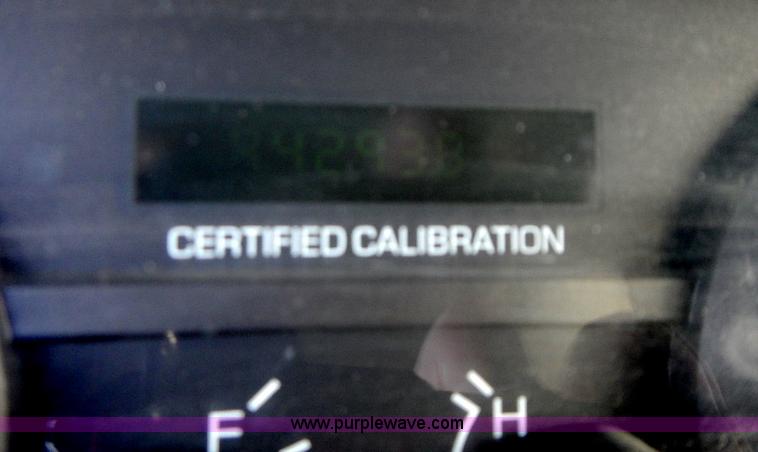 CERTIFIED CALIBRATION
F
H
www.purplewave.com